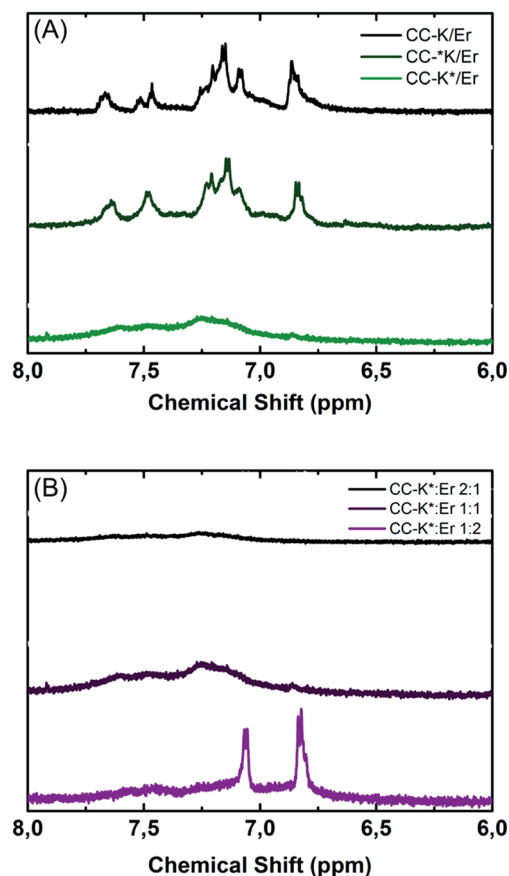 (A)
CC-K/Er
CC-*K/Er
CC-K*/Er
8,0 7,5 7,0 6,5 6,0
Chemical Shift (ppm)
(B)
CC-K*:Er 2:1
CC-K*:Er 1:1
CC-K*:Er 1:2
8,0 7,5 7,0 6,5 6,0
Chemical Shift (ppm)